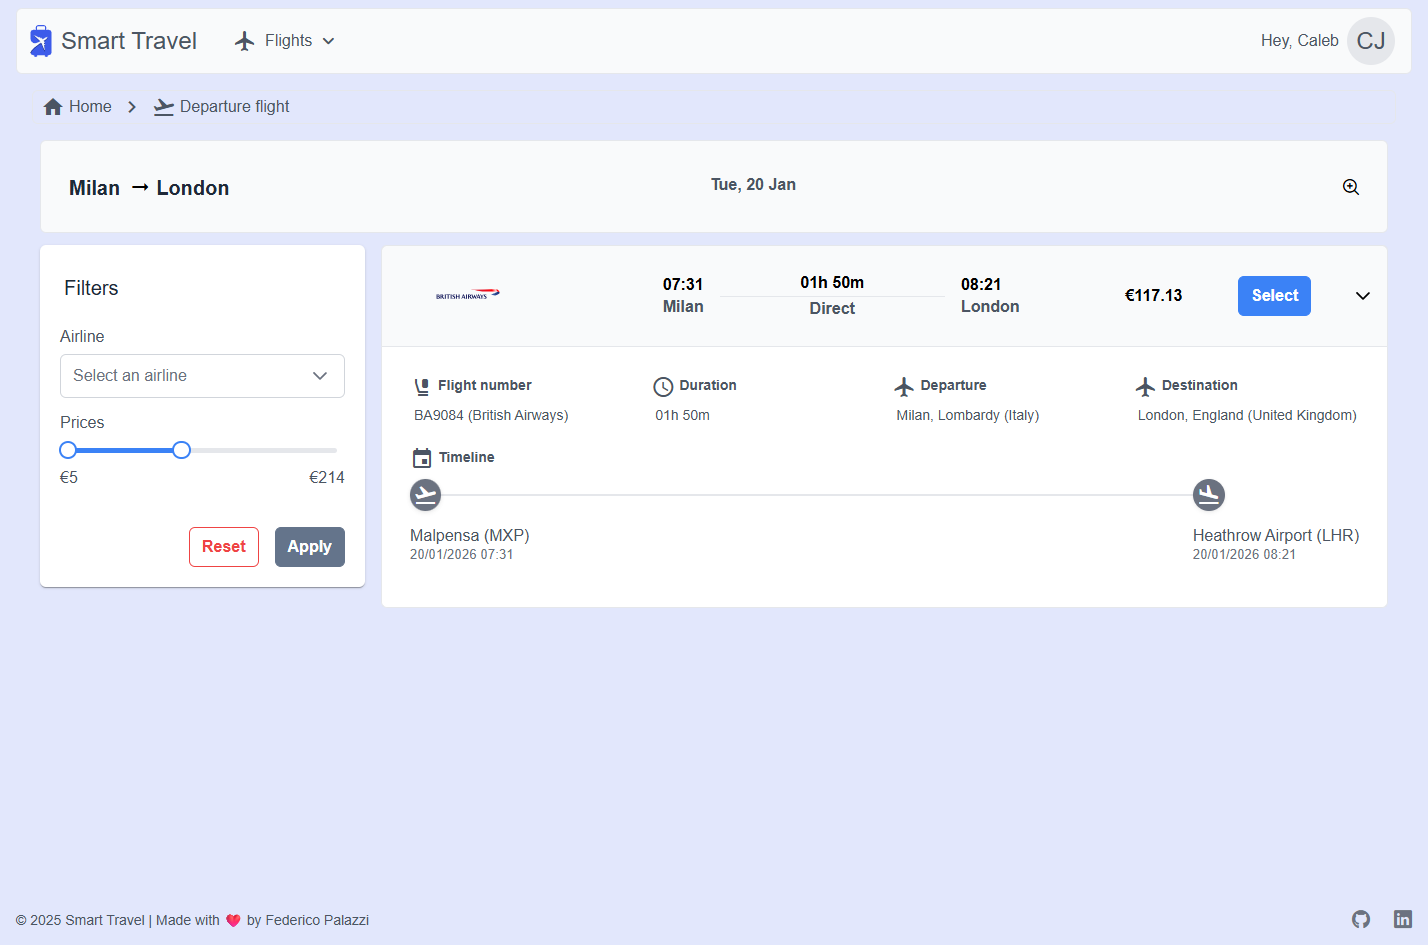 Smart Travel
Flights
Hey, Caleb
CJ
Home
Departure flight
Milan → London
Tue, 20 Jan
Filters
Airline
Select an airline
Prices
€5
€214
Reset
Apply
BRITISH AIRWAYS
07:31
Milan
01h 50m
Direct
08:21
London
€117.13
Select
Flight number
BA9084 (British Airways)
Duration
01h 50m
Departure
Milan, Lombardy (Italy)
Destination
London, England (United Kingdom)
Timeline
Malpensa (MXP)
20/01/2026 07:31
Heathrow Airport (LHR)
20/01/2026 08:21
© 2025 Smart Travel | Made with ❤ by Federico Palazzi
in